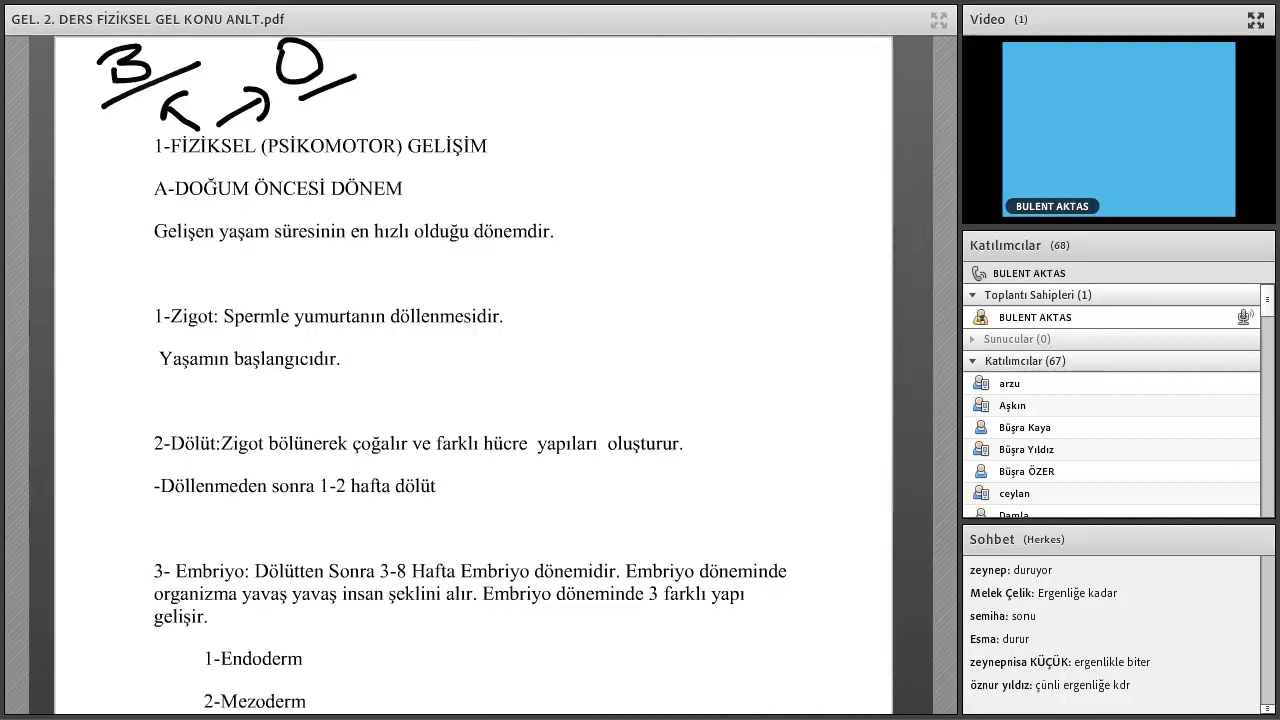 GEL. 2. DERS FİZİKSEL GEL KONU ANLT.pdf
B D
1-FİZİKSEL (PSİKOMOTOR) GELİŞİM
A-DOĞUM ÖNCESİ DÖNEM
Gelişen yaşam süresinin en hızlı olduğu dönemdir.
1-Zigot: Spermle yumurtanın döllenmesidir.
Yaşamın başlangıcıdır.
2-Dölüt:Zigot bölünerek çoğalır ve farklı hücre yapıları oluşturur.
-Döllenmeden sonra 1-2 hafta dölüt
3- Embriyo: Dölütten Sonra 3-8 Hafta Embriyo dönemidir. Embriyo döneminde
organizma yavaş yavaş insan şeklini alır. Embriyo döneminde 3 farklı yapı
gelişir.
1-Endoderm
2-Mezoderm
Video (1)
BULENT AKTAS
Katılımcılar (68)
BULENT AKTAS
Toplantı Sahipleri (1)
BULENT AKTAS
Sunucular (0)
Katılımcılar (67)
arzu
Aşkın
Büşra Kaya
Büşra Yıldız
Büşra ÖZER
ceylan
Damla
Sohbet (Herkes)
zeynep: duruyor
Melek Çelik: Ergenliğe kadar
semiha: sonu
Esma: durur
zeynepnisa KÜÇÜK: ergenlikle biter
öznur yıldız: çünli ergenliğe kdr